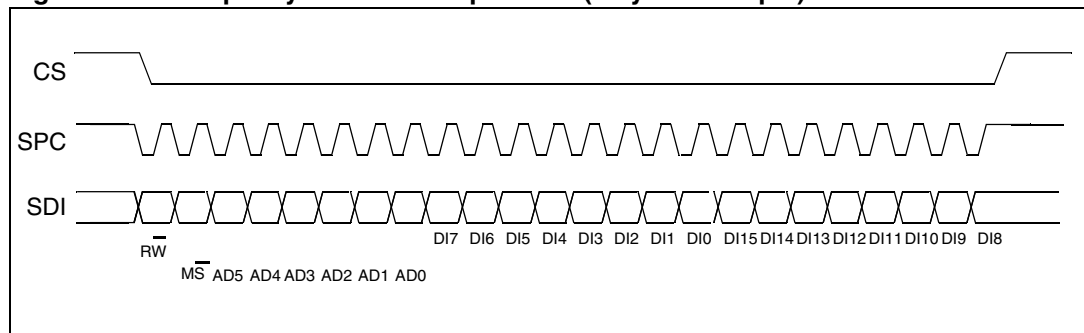 CS
SPC
SDI
DI7 DI6 DI5 DI4 DI3 DI2 DI1 DI0 DI15 DI14 DI13 DI12 DI11 DI10 DI9 DI8
RW
MS AD5 AD4 AD3 AD2 AD1 AD0